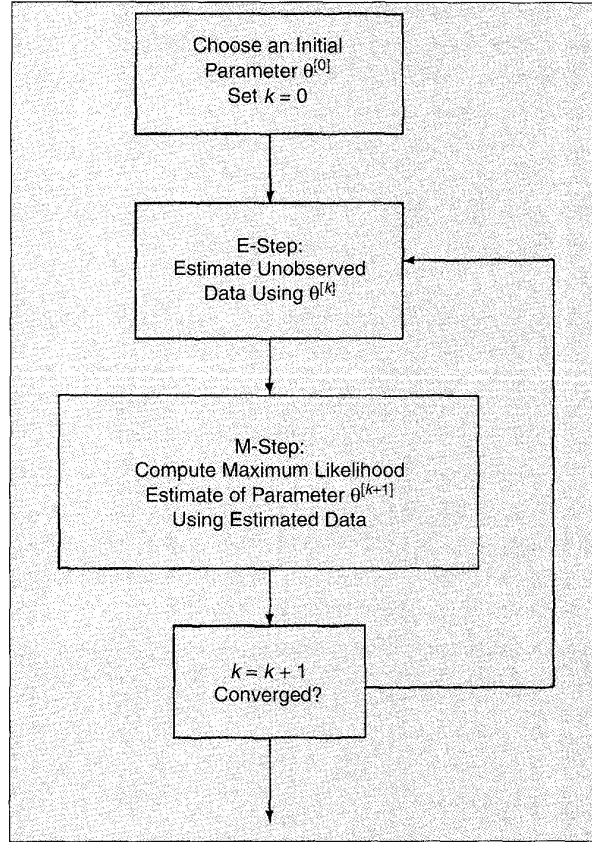 Choose an Initial
Parameter θ[0]
Set k = 0
E-Step:
Estimate Unobserved
Data Using θ[k]
M-Step:
Compute Maximum Likelihood
Estimate of Parameter θ[k+1]
Using Estimated Data
k = k + 1
Converged?